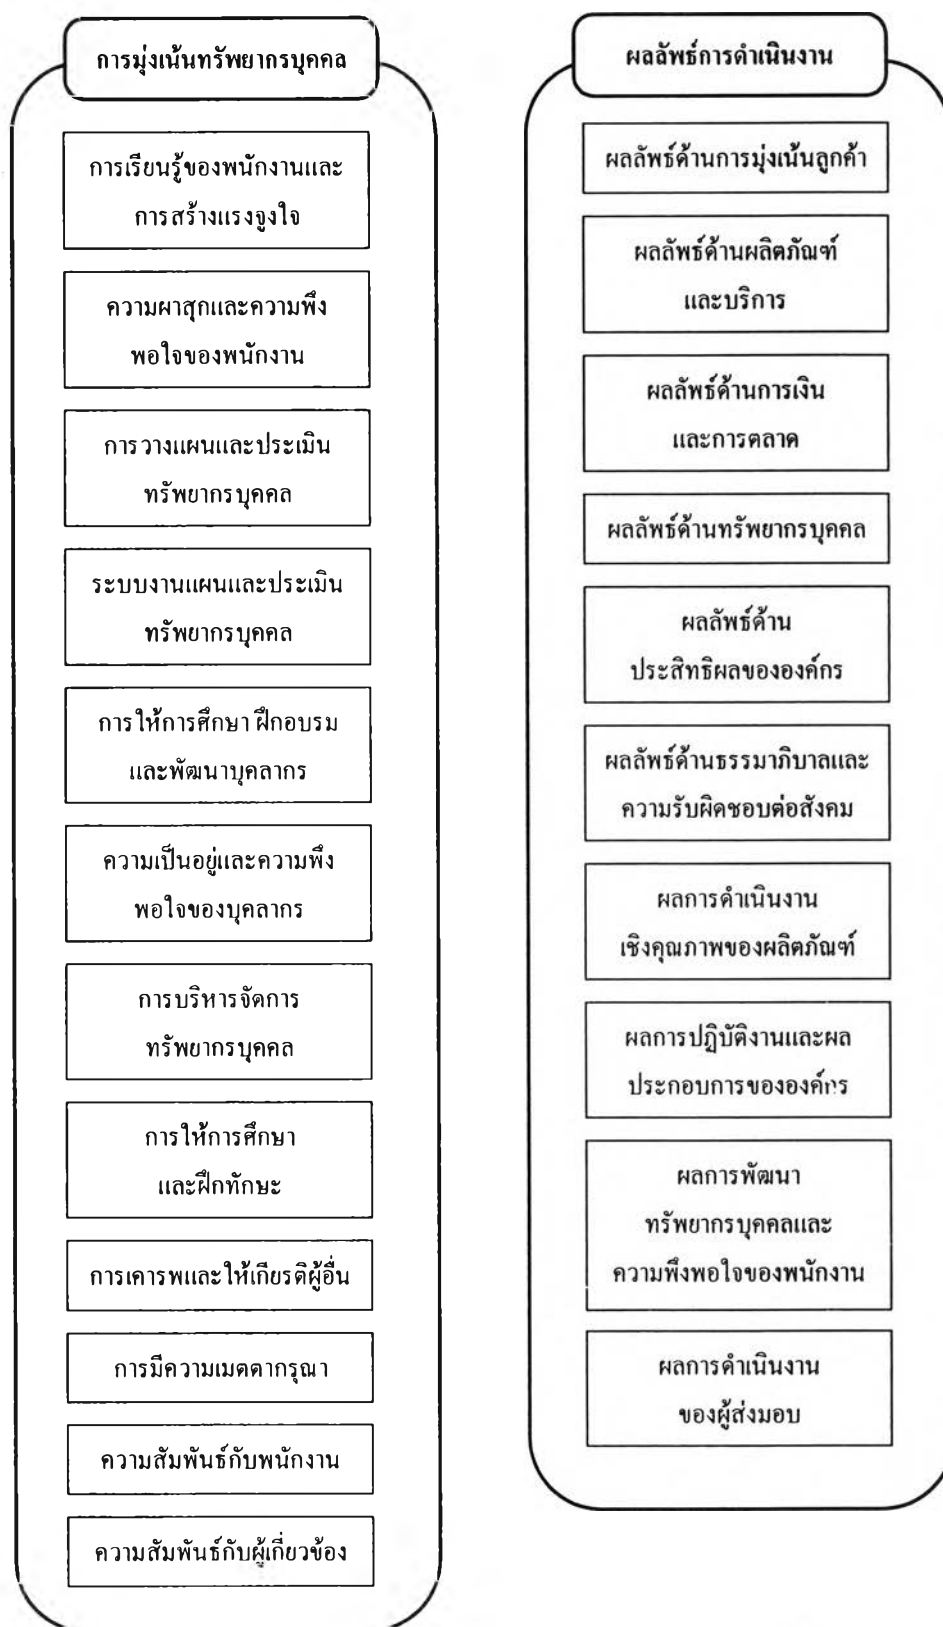 การมุ่งเน้นทรัพยากรบุคคล
การเรียนรู้ของพนักงานและ
การสร้างแรงจูงใจ
ความผาสุกและความพึง
พอใจของพนักงาน
การวางแผนและประเมิน
ทรัพยากรบุคคล
ระบบงานแผนและประเมิน
ทรัพยากรบุคคล
การให้การศึกษา ฝึกอบรม
และพัฒนาบุคลากร
ความเป็นอยู่และความพึง
พอใจของบุคลากร
การบริหารจัดการ
ทรัพยากรบุคคล
การให้การศึกษา
และฝึกทักษะ
การเคารพและให้เกียรติผู้อื่น
การมีความเมตตากรุณา
ความสัมพันธ์กับพนักงาน
ความสัมพันธ์กับผู้เกี่ยวข้อง
ผลลัพธ์การดำเนินงาน
ผลลัพธ์ด้านการมุ่งเน้นลูกค้า
ผลลัพธ์ด้านผลิตภัณฑ์
และบริการ
ผลลัพธ์ด้านการเงิน
และการตลาด
ผลลัพธ์ด้านทรัพยากรบุคคล
ผลลัพธ์ด้าน
ประสิทธิผลขององค์กร
ผลลัพธ์ด้านธรรมาภิบาลและ
ความรับผิดชอบต่อสังคม
ผลการดำเนินงาน
เชิงคุณภาพของผลิตภัณฑ์
ผลการปฏิบัติงานและผล
ประกอบการขององค์กร
ผลการพัฒนา
ทรัพยากรบุคคลและ
ความพึงพอใจของพนักงาน
ผลการดำเนินงาน
ของผู้ส่งมอบ